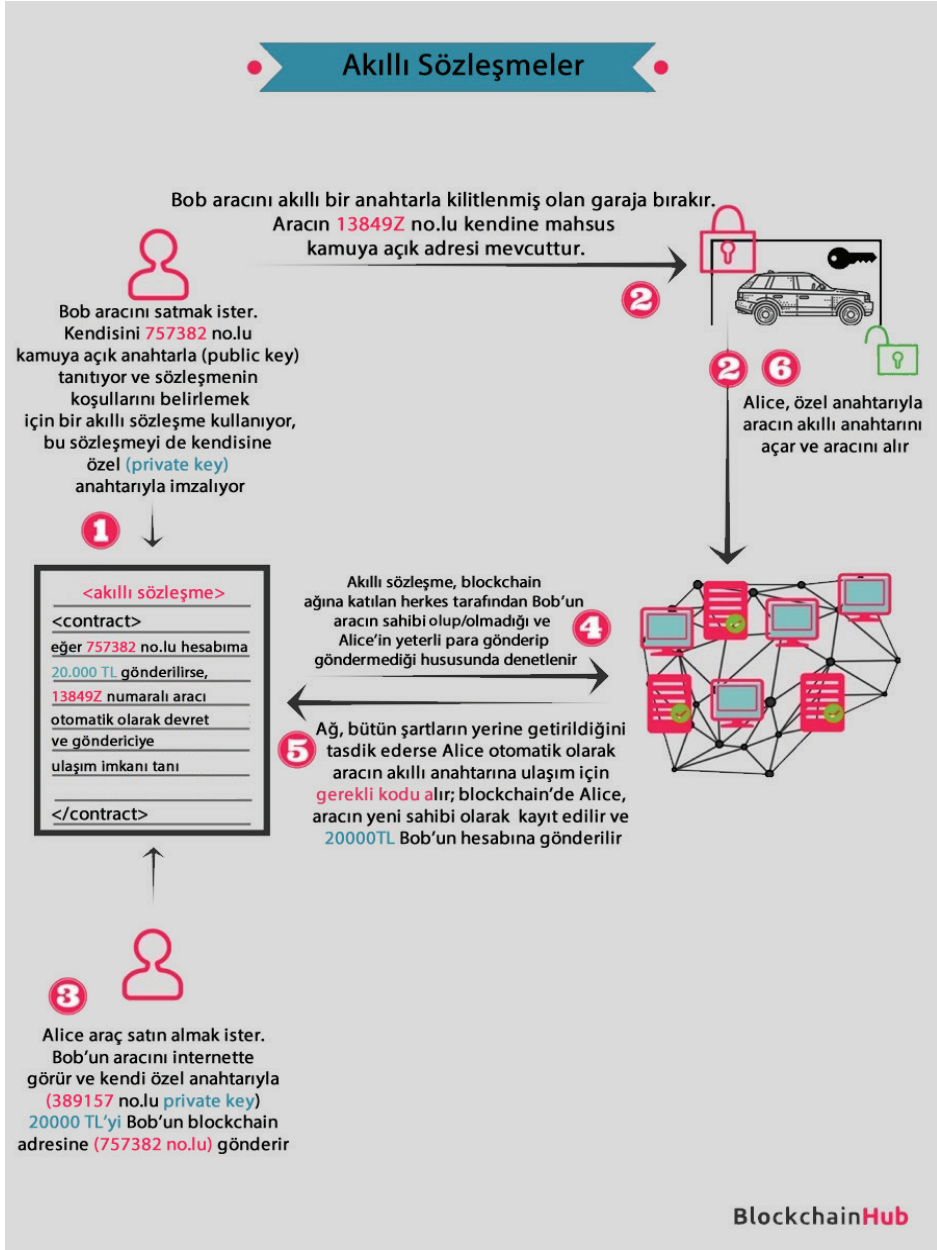 Akıllı Sözleşmeler
Bob aracını akıllı bir anahtarla kilitlenmiş olan garaja bırakır.
Aracın 13849Z no.lu kendine mahsus
kamuya açık adresi mevcuttur.
2
Bob aracını satmak ister.
Kendisini 757382 no.lu
kamuya açık anahtarla (public key)
tanıtıyor ve sözleşmenin
koşullarını belirlemek
için bir akıllı sözleşme kullanıyor,
bu sözleşmeyi de kendisine
özel (private key)
anahtarıyla imzalıyor
1
2
6
Alice, özel anahtarıyla
aracın akıllı anahtarını
açar ve aracını alır
<akıllı sözleşme>
<contract>
eğer 757382 no.lu hesabıma
20.000 TL gönderilirse,
13849Z numaralı aracı
otomatik olarak devret
ve göndericiye
ulaşım imkanı tanı
</contract>
Akıllı sözleşme, blockchain
ağına katılan herkes tarafından Bob'un
aracın sahibi olup/olmadığı ve
Alice'in yeterli para gönderip
göndermediği hususunda denetlenir
4
5
Ağ, bütün şartların yerine getirildiğini
tasdik ederse Alice otomatik olarak
aracın akıllı anahtarına ulaşım için
gerekli kodu alır; blockchain'de Alice,
aracın yeni sahibi olarak kayıt edilir ve
20000TL Bob'un hesabına gönderilir
3
Alice araç satın almak ister.
Bob'un aracını internette
görür ve kendi özel anahtarıyla
(389157 no.lu private key)
20000 TL'yi Bob'un blockchain
adresine (757382 no.lu) gönderir
BlockchainHub